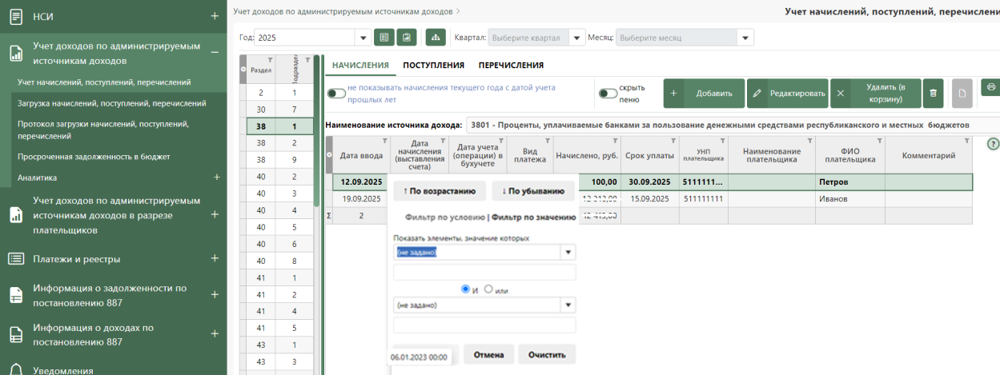 НСИ
Учет доходов по администрируемым
источникам доходов
Учет начислений, поступлений, перечислений
Загрузка начислений, поступлений, перечислений
Протокол загрузки начислений, поступлений,
перечислений
Просроченная задолженность в бюджет
Аналитика
Учет доходов по администрируемым
источникам доходов в разрезе
плательщиков
Платежи и реестры
Информация о задолженности по
постановлению 887
Информация о доходах по
постановлению 887
Уведомления
Учет доходов по администрируемым источникам доходов >
Учет начислений, поступлений,
Год: 2025
Квартал: Выберите квартал
Месяц: Выберите месяц
Раздел
2 1
30 7
38 1
38 2
38 9
40 2
40 3
40 4
40 5
40 6
40 8
41 1
41 2
41 4
41 5
43 1
43 3
НАЧИСЛЕНИЯ ПОСТУПЛЕНИЯ ПЕРЕЧИСЛЕНИЯ
не показывать начисления текущего года с датой учета
прошлых лет
скрыть
пеню
+ Добавить
Редактировать
Удалить (в
корзину)
Наименование источника дохода: 3801 - Проценты, уплачиваемые банками за пользование денежными средствами республиканского и местных бюджетов
Дата ввода
Дата
начисления
(выставления
счета)
Дата учета
(операции) в
бухучете
Вид
платежа
Начислено, руб.
Срок уплаты
УНП
плательщика
Наименование
плательщика
ФИО
плательщика
Комментарий
?
12.09.2025 100,00 30.09.2025 5111111... Петров
19.09.2025 15.09.2025 511111111 Иванов
Σ 2
↑ По возрастанию
↓ По убыванию
Фильтр по условию | Фильтр по значению
Показать элементы, значение которых
(не задано)
И или
(не задано)
06.01.2023 00:00
Отмена
Очистить